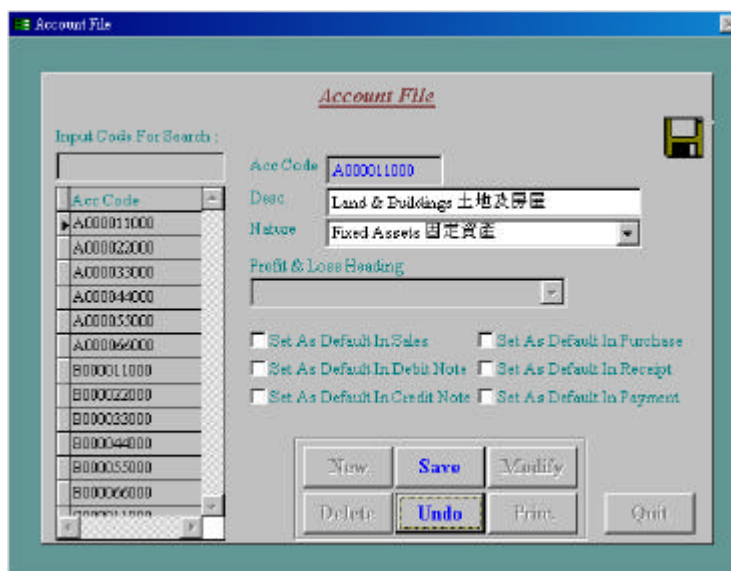 Account File
Account File
Input Code For Search :
Acc Code
A000011000
A000022000
A000033000
A000044000
A000055000
A000066000
B000011000
B000022000
B000033000
B000044000
B000055000
B000066000
Acc Code A000011000
Desc Land & Buildings 土地及房屋
Nature Fixed Assets 固定資產
Profit & Loss Heading
Set As Default In Sales Set As Default In Purchase
Set As Default In Debit Note Set As Default In Receipt
Set As Default In Credit Note Set As Default In Payment
New Save Modify
Delete Undo Print Quit